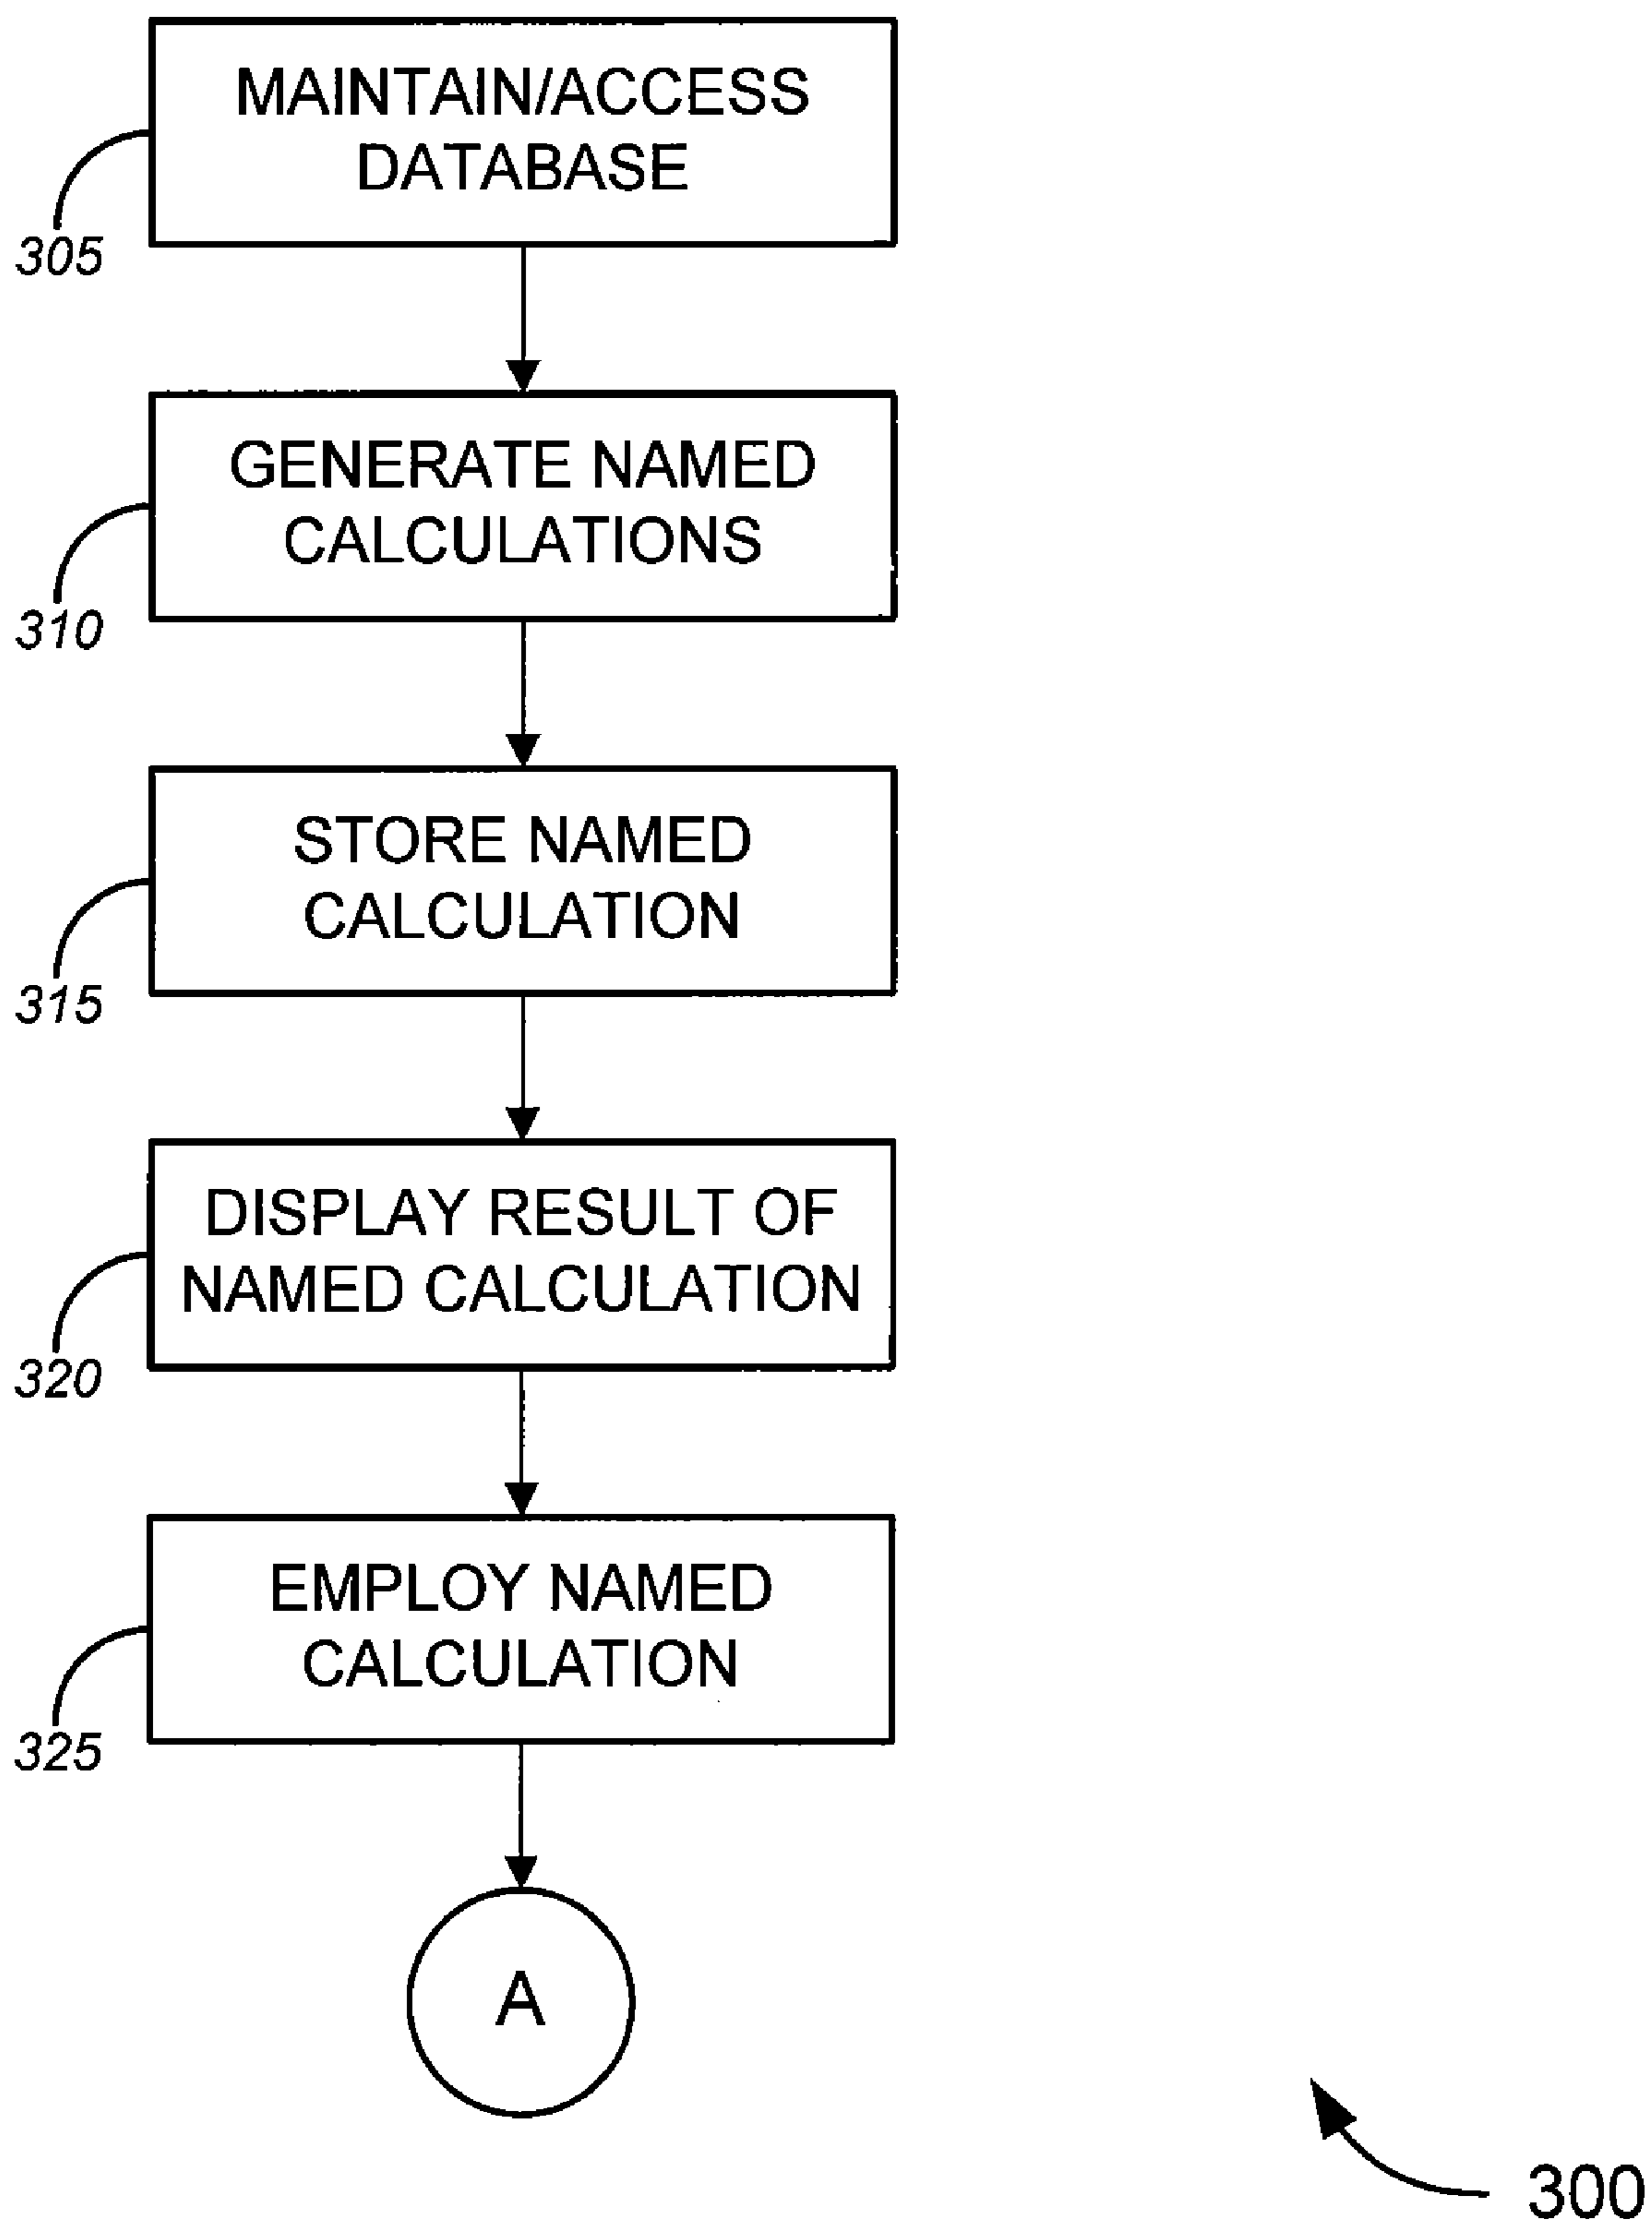 MAINTAIN/ACCESS
DATABASE
305
GENERATE NAMED
CALCULATIONS
310
STORE NAMED
CALCULATION
315
DISPLAY RESULT OF
NAMED CALCULATION
320
EMPLOY NAMED
CALCULATION
325
A
300